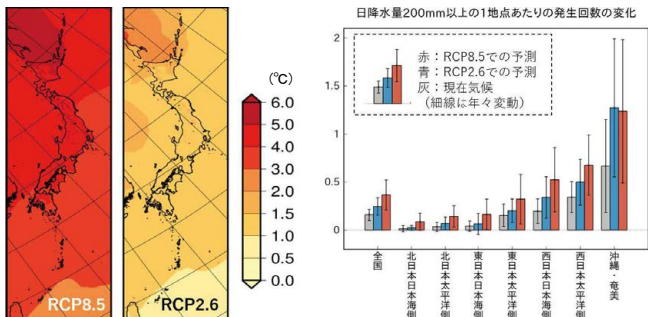 RCP8.5
RCP2.6
(℃)
6.0
5.0
4.0
3.0
2.0
1.5
1.0
0.5
0.0
日降水量200mm以上の1地点あたりの発生回数の変化
赤:RCP8.5での予測
青:RCP2.6での予測
灰:現在気候
(細線は年々変動)
2
1.5
1
0.5
0
全国
北日本日本海側
北日本太平洋側
東日本日本海側
東日本太平洋側
西日本日本海側
西日本太平洋側
沖縄・奄美